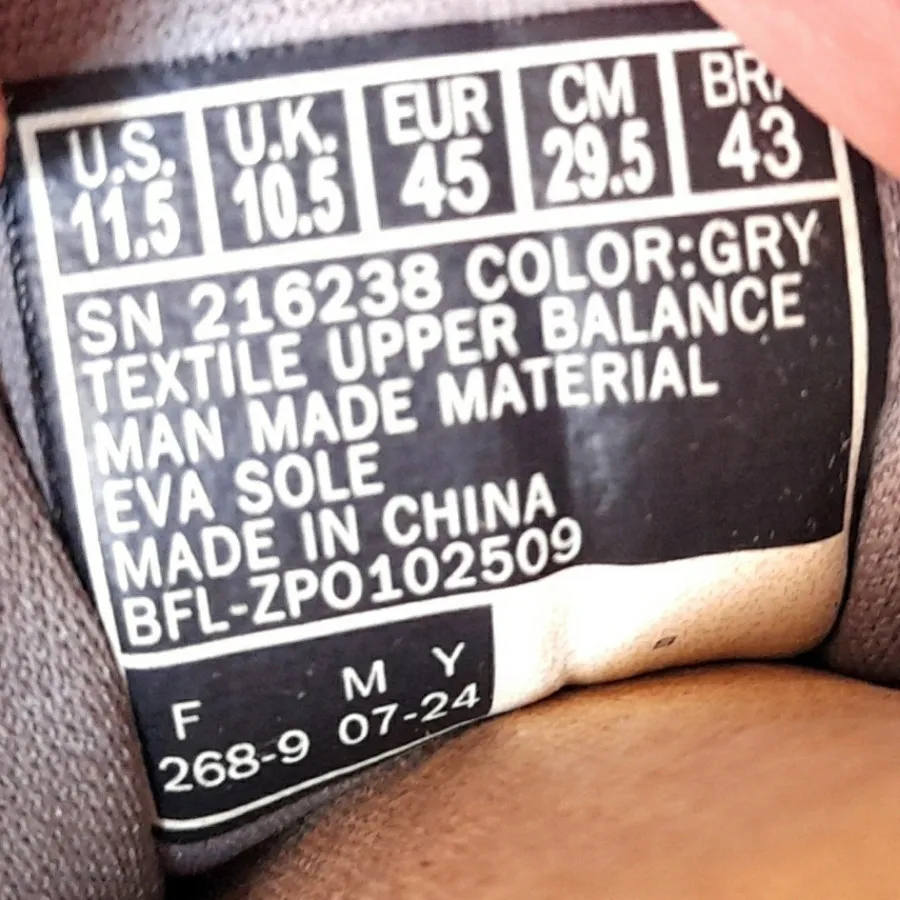 U.S. U.K. EUR CM
11.5 10.5 45 29.5 43
SN 216238 COLOR:GRY
TEXTILE UPPER BALANCE
MAN MADE MATERIAL
EVA SOLE
MADE IN CHINA
BFL-ZPO102509
F M Y
268-9 07-24